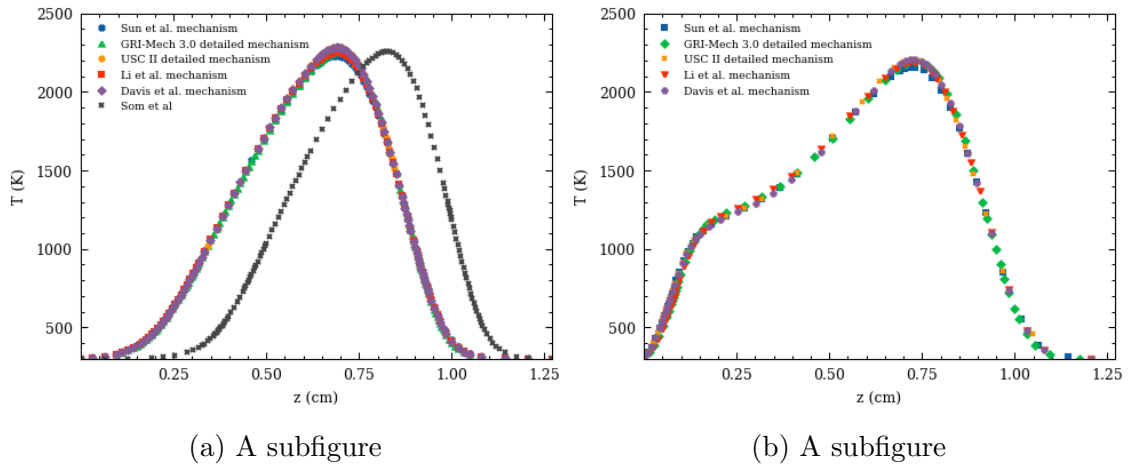 Sun et al. mechanism
GRI-Mech 3.0 detailed mechanism
USC II detailed mechanism
Li et al. mechanism
Davis et al. mechanism
Som et al
T (K)
2500
2000
1500
1000
500
0.25 0.50 0.75 1.00 1.25
z (cm)
(a) A subfigure
Sun et al. mechanism
GRI-Mech 3.0 detailed mechanism
USC II detailed mechanism
Li et al. mechanism
Davis et al. mechanism
T (K)
2500
2000
1500
1000
500
0.25 0.50 0.75 1.00 1.25
z (cm)
(b) A subfigure